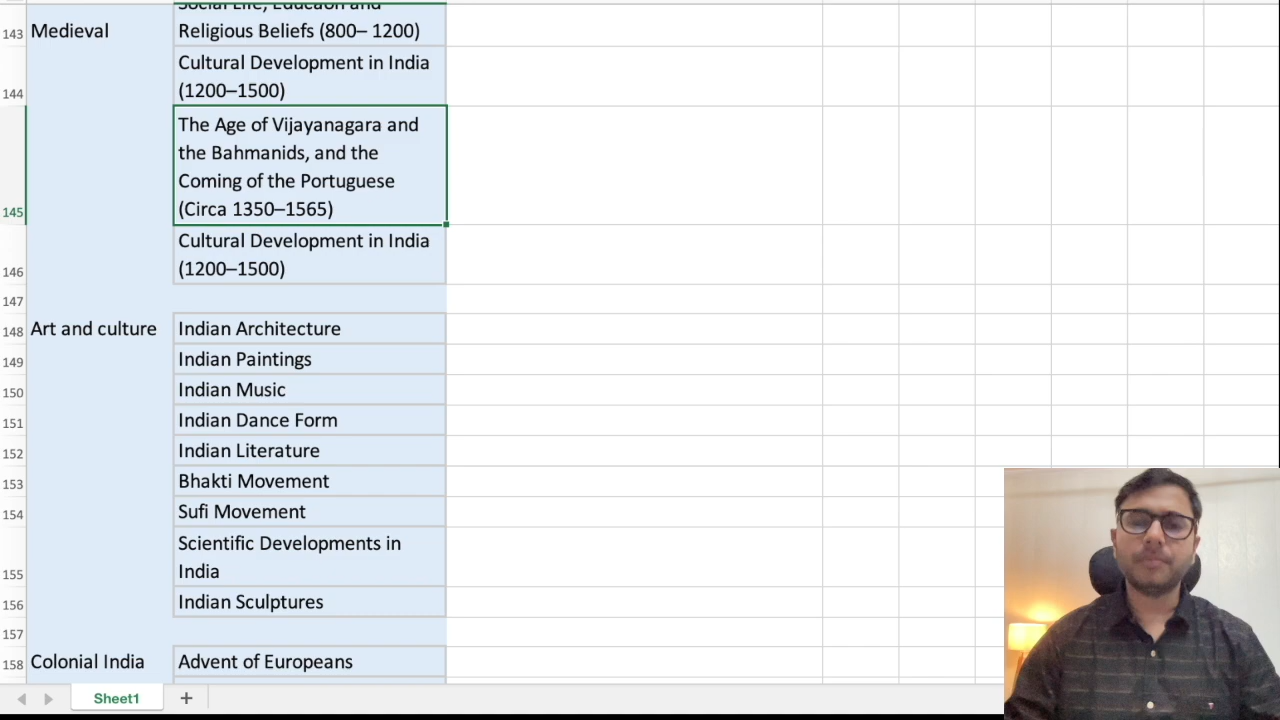 Social Life, Educaon and
143 Medieval Religious Beliefs (800– 1200)
Cultural Development in India
144 (1200–1500)
The Age of Vijayanagara and
the Bahmanids, and the
Coming of the Portuguese
145 (Circa 1350–1565)
Cultural Development in India
146 (1200–1500)
147
148 Art and culture Indian Architecture
149 Indian Paintings
150 Indian Music
151 Indian Dance Form
152 Indian Literature
153 Bhakti Movement
154 Sufi Movement
Scientific Developments in
155 India
156 Indian Sculptures
157
158 Colonial India Advent of Europeans
Sheet1